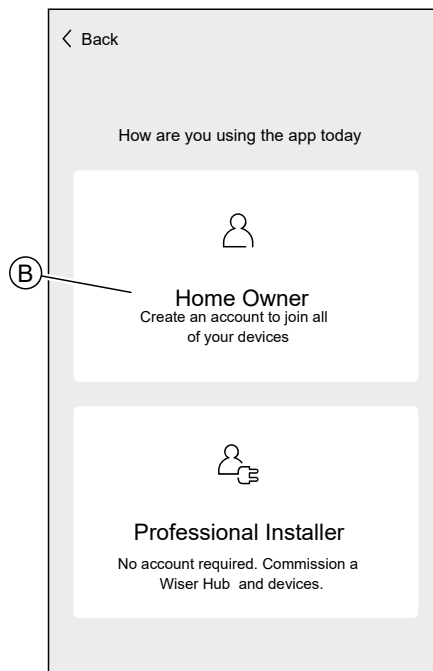 Back
How are you using the app today
B
Home Owner
Create an account to join all
of your devices
Professional Installer
No account required. Commission a
Wiser Hub and devices.